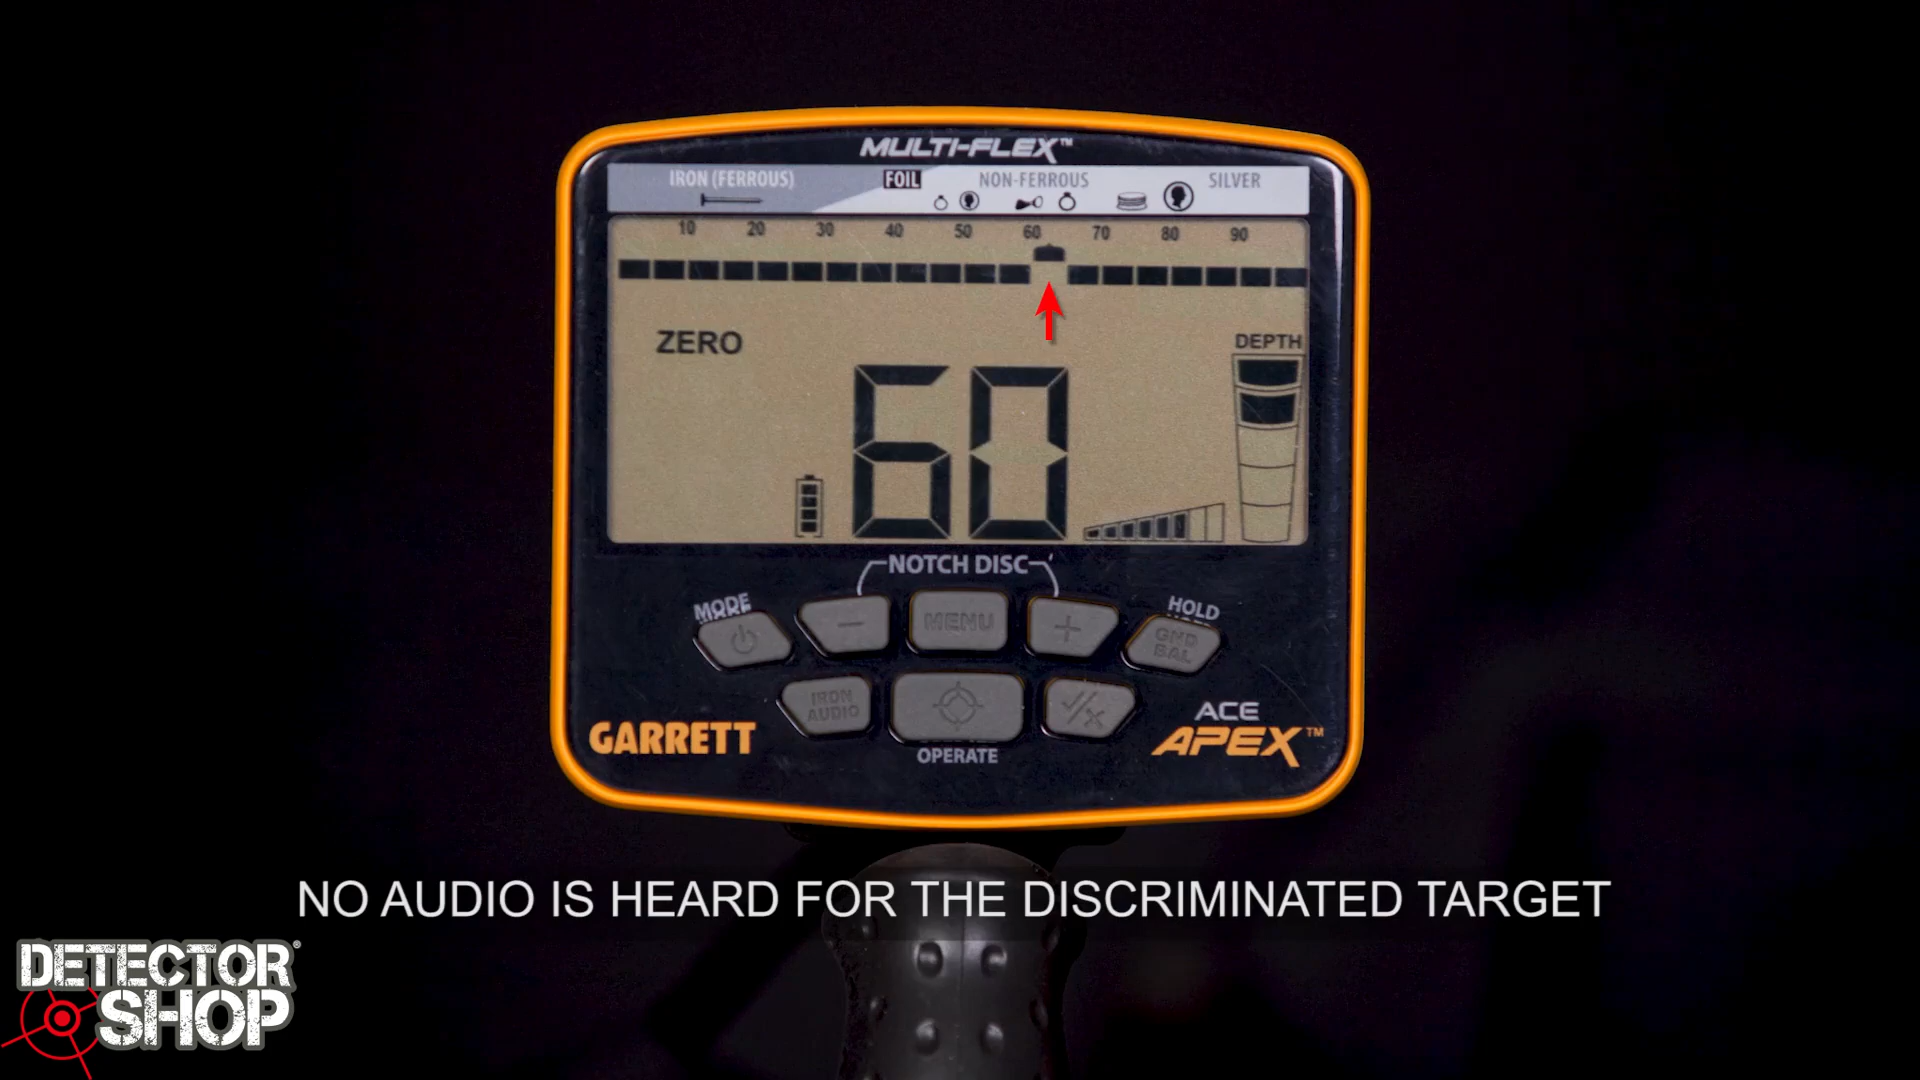 MULTI-FLEX™
IRON (FERROUS) FOIL NON-FERROUS SILVER
10 20 30 40 50 60 70 80 90
ZERO
60
DEPTH
NOTCH DISC
MODE
HOLD
MENU
GND
BAL
IRON
AUDIO
OPERATE
GARRETT
ACE
APEX™
NO AUDIO IS HEARD FOR THE DISCRIMINATED TARGET
DETECTOR®
SHOP